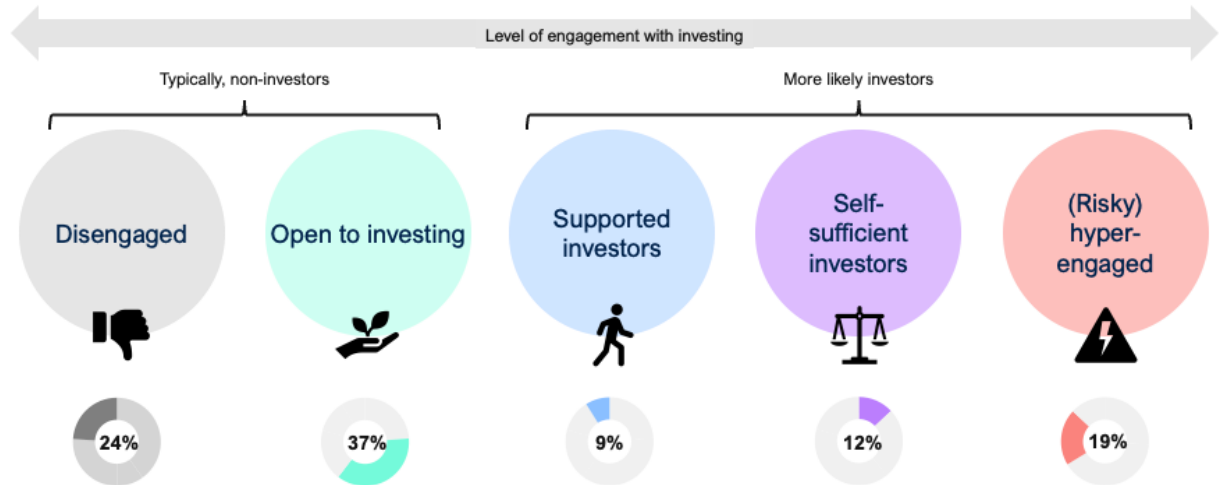 Level of engagement with investing
Typically, non-investors
More likely investors
Disengaged
Open to investing
Supported
investors
Self-
sufficient
investors
(Risky)
hyper-
engaged
24%
37%
9%
12%
19%